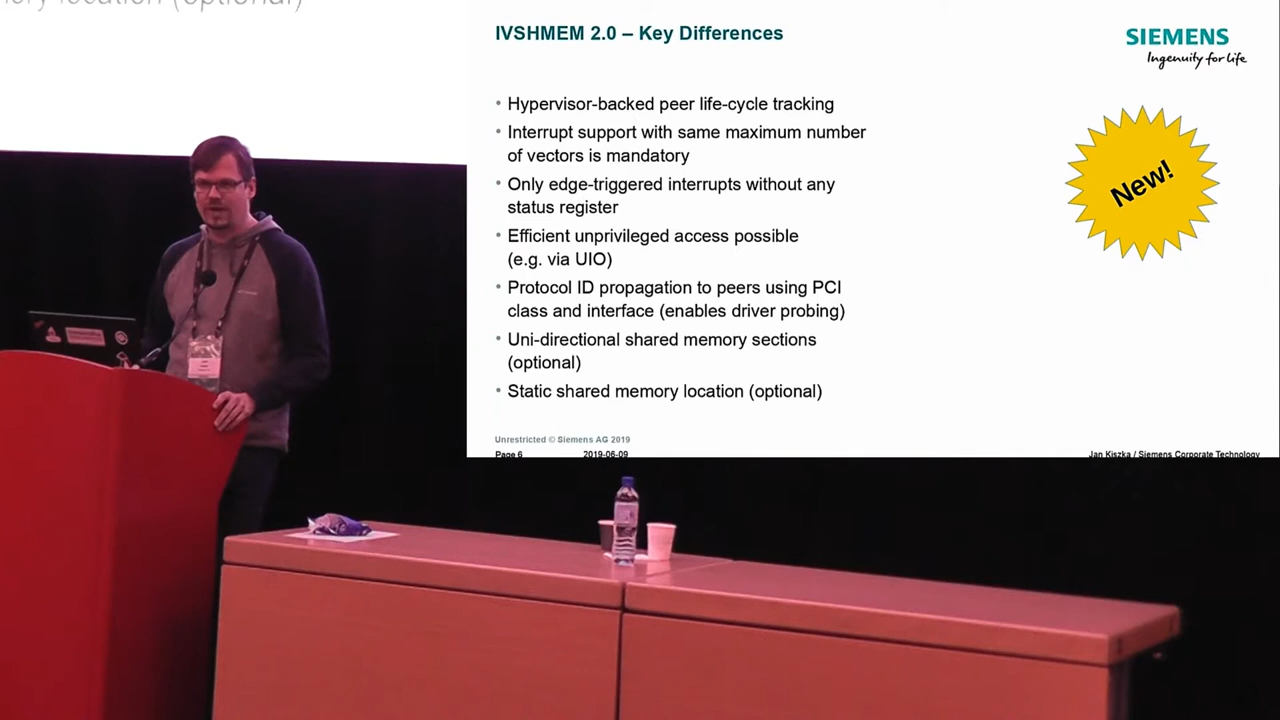 ory location (optional)
IVSHMEM 2.0 – Key Differences
SIEMENS
Ingenuity for life
• Hypervisor-backed peer life-cycle tracking
• Interrupt support with same maximum number
of vectors is mandatory
• Only edge-triggered interrupts without any
status register
• Efficient unprivileged access possible
(e.g. via UIO)
• Protocol ID propagation to peers using PCI
class and interface (enables driver probing)
• Uni-directional shared memory sections
(optional)
• Static shared memory location (optional)
New!
Unrestricted © Siemens AG 2019
Page 6
2019-06-09
Jan Kiszka / Siemens Corporate Technology